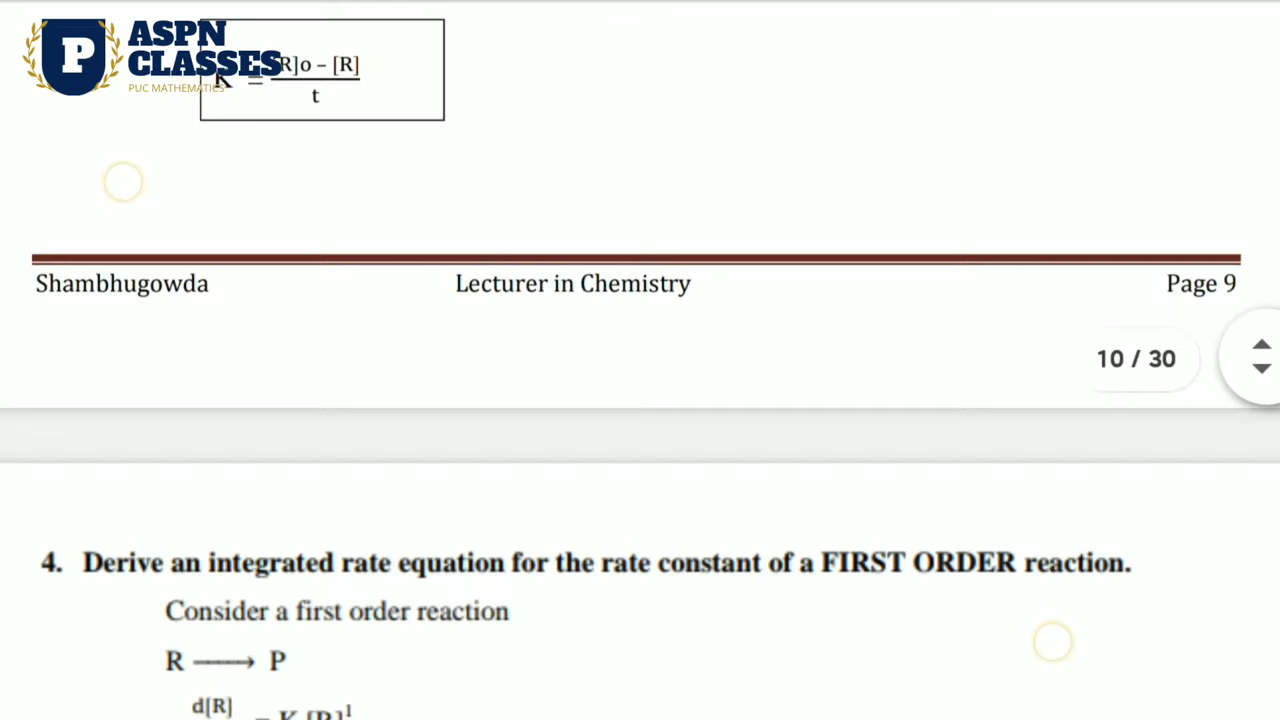 P ASPN
CLASSES
PUC MATHEMATICS
K = [R]o – [R]
t
Shambhugowda Lecturer in Chemistry Page 9
10 / 30
4. Derive an integrated rate equation for the rate constant of a FIRST ORDER reaction.
Consider a first order reaction
R ⟶ P
d[R]
= K [R]¹